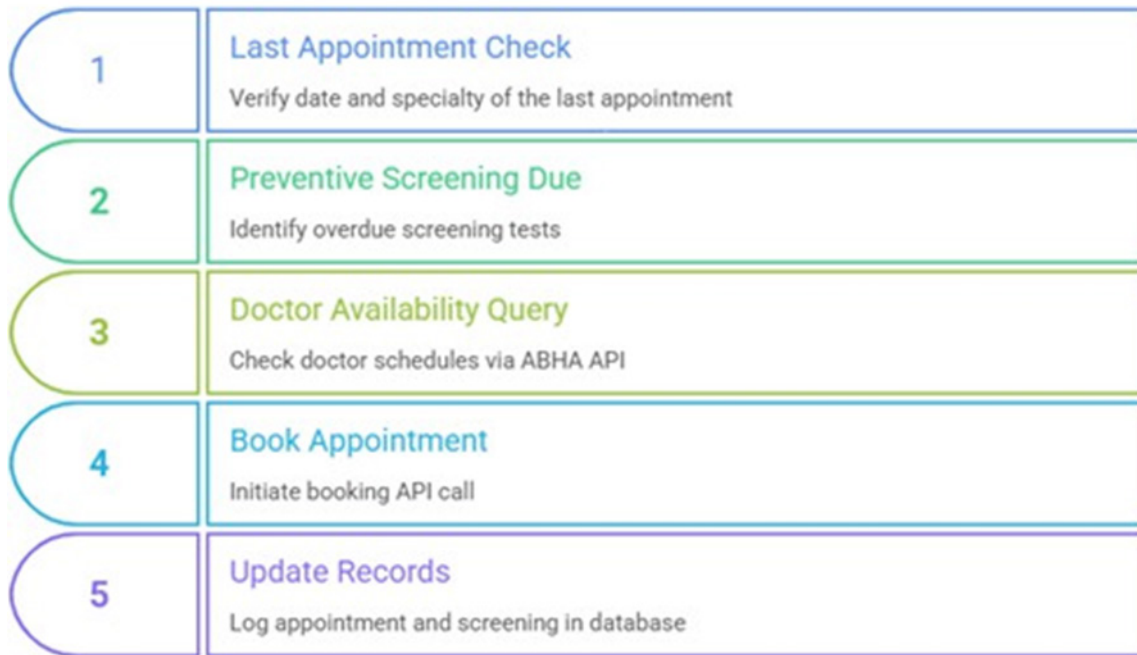 1
Last Appointment Check
Verify date and specialty of the last appointment
2
Preventive Screening Due
Identify overdue screening tests
3
Doctor Availability Query
Check doctor schedules via ABHA API
4
Book Appointment
Initiate booking API call
5
Update Records
Log appointment and screening in database